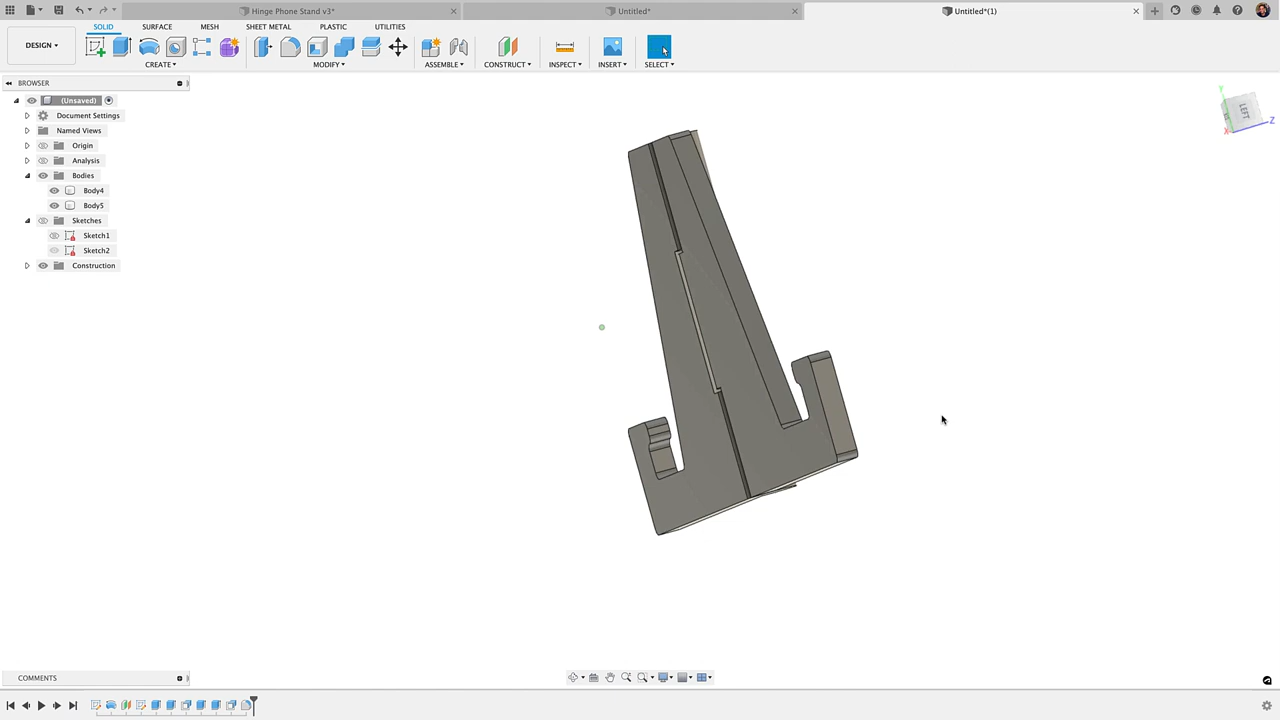 Hinge Phone Stand v3*
Untitled*
Untitled*(1)
SOLID SURFACE MESH SHEET METAL PLASTIC UTILITIES
DESIGN
CREATE MODIFY ASSEMBLE CONSTRUCT INSPECT INSERT SELECT
BROWSER
(Unsaved)
Document Settings
Named Views
Origin
Analysis
Bodies
Body4
Body5
Sketches
Sketch1
Sketch2
Construction
LEFT
Y
X
Z
COMMENTS